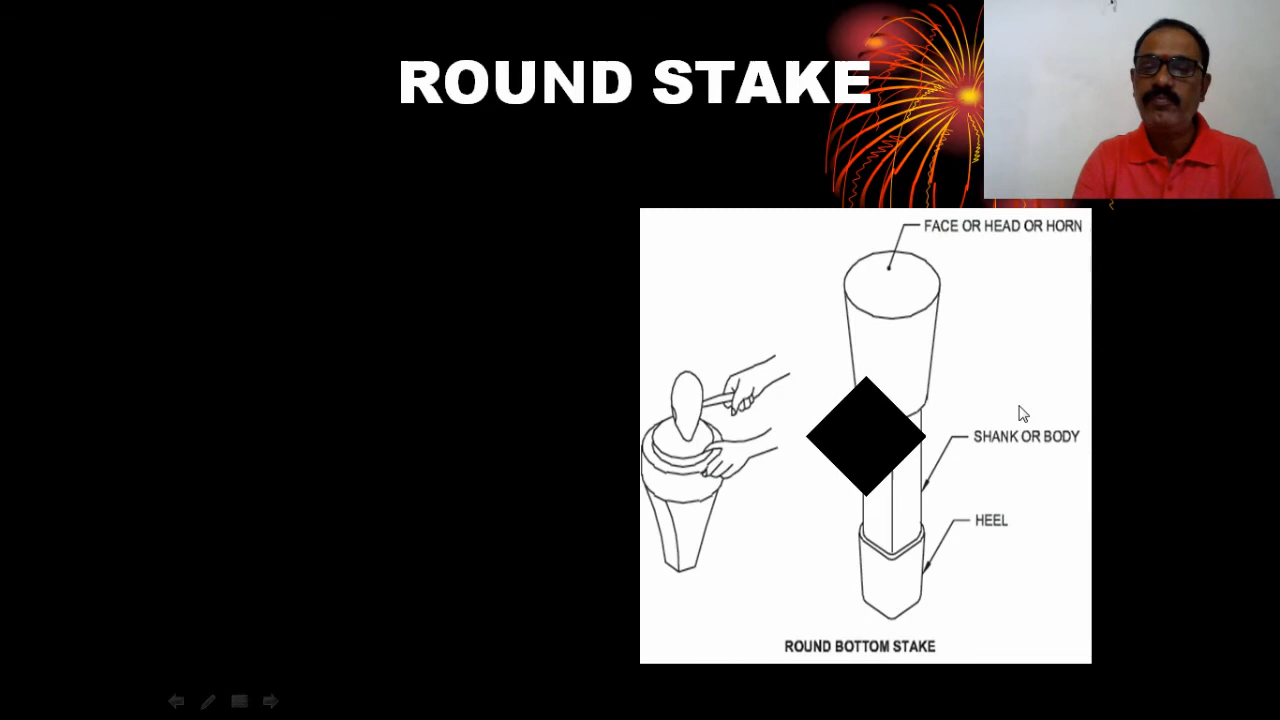 ROUND STAKE
FACE OR HEAD OR HORN
SHANK OR BODY
HEEL
ROUND BOTTOM STAKE